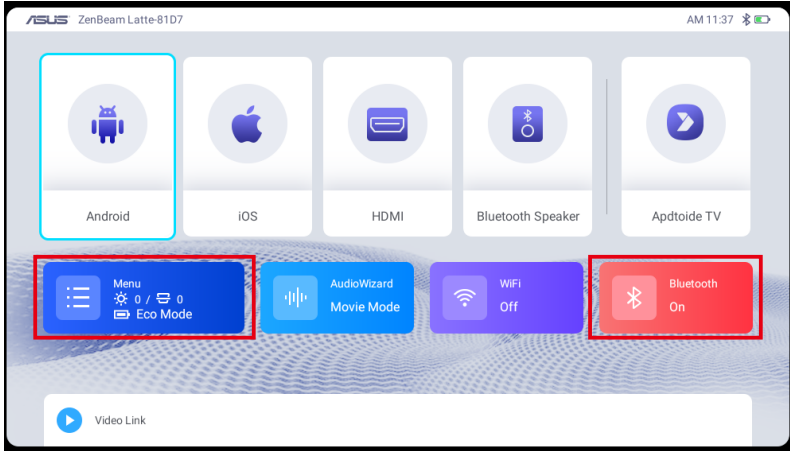 ASUS ZenBeam Latte-81D7 AM 11:37
Android iOS HDMI Bluetooth Speaker Apdtoide TV
Menu
0 / 0
Eco Mode
AudioWizard
Movie Mode
WiFi
Off
Bluetooth
On
Video Link